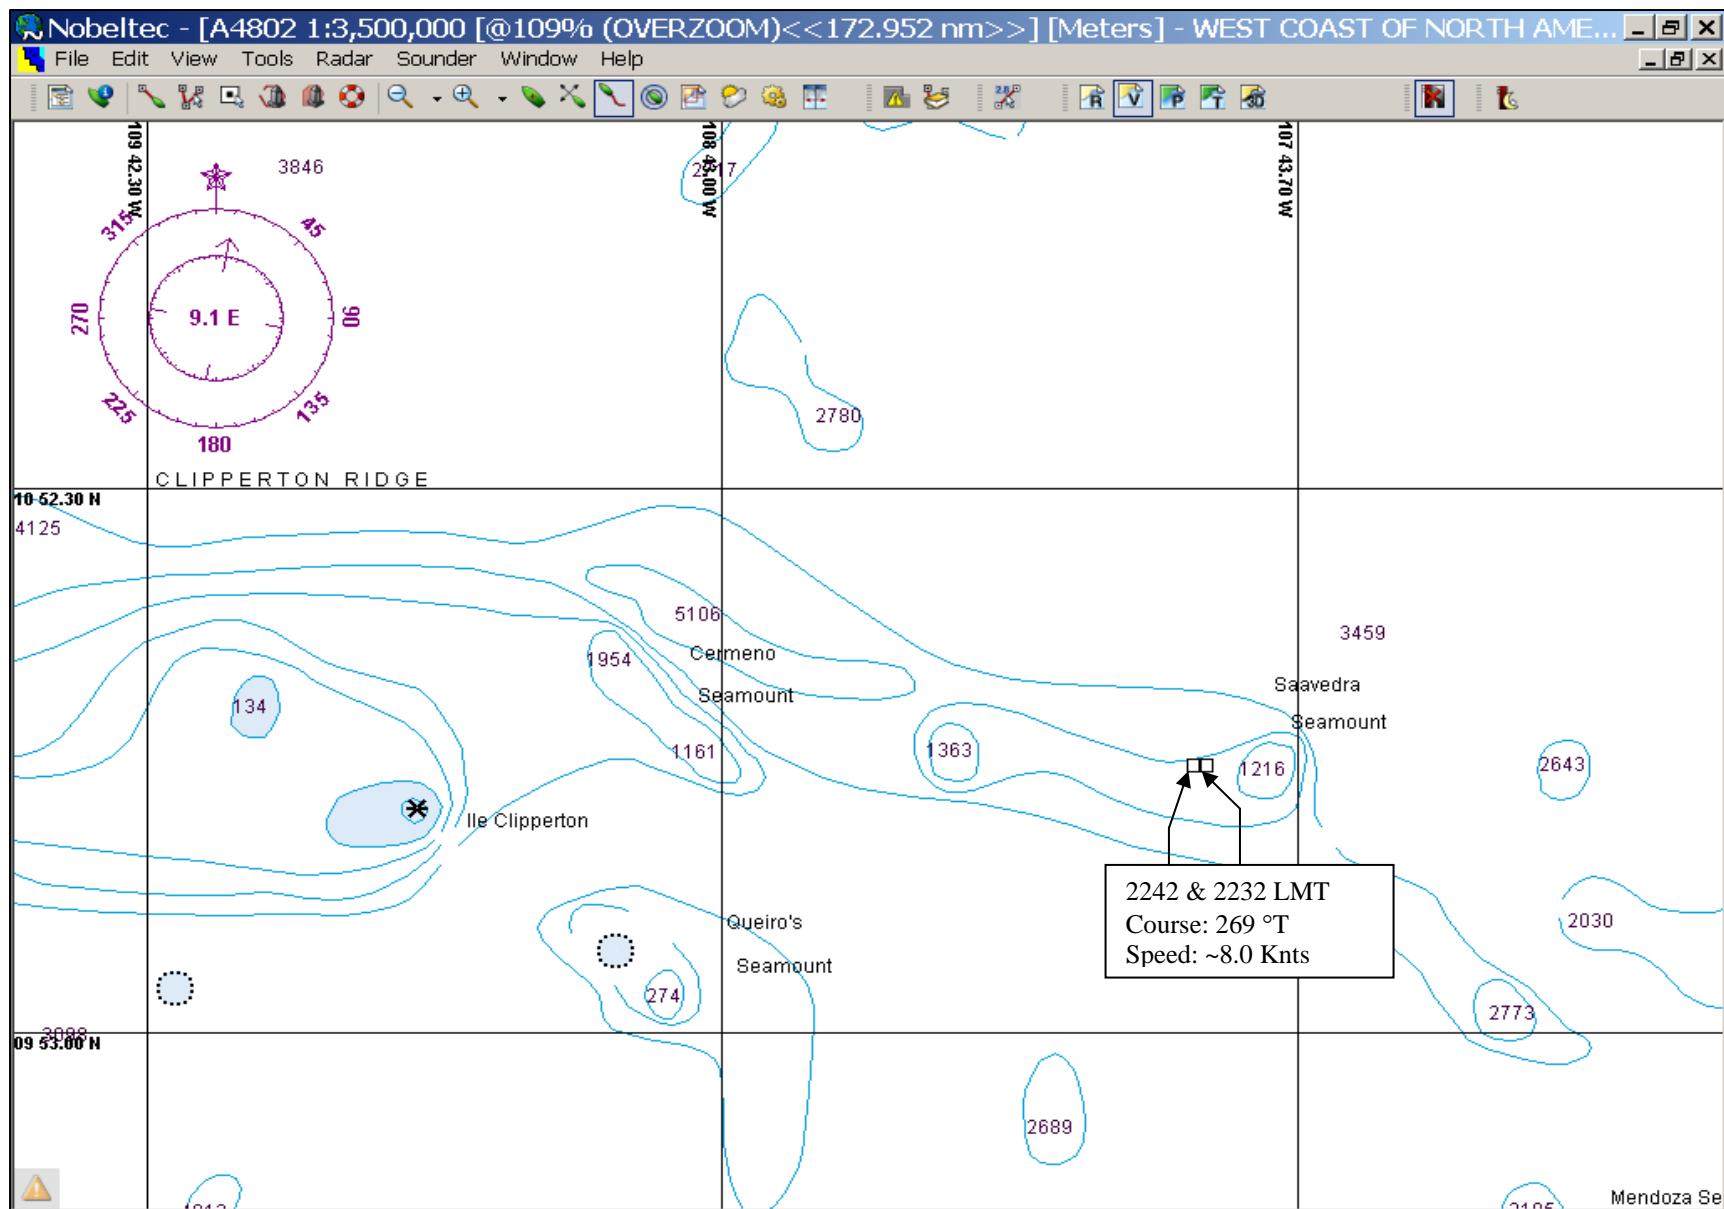 Nobeltec - [A4802 1:3,500,000 [@109% (OVERZOOM)<<172.952 nm>>] [Meters] - WEST COAST OF NORTH AME...
File Edit View Tools Radar Sounder Window Help
R V P T 3D
109 42.30 W
108 43.00 W
107 43.70 W
3846
315
45
270
9.1 E
90
225
135
180
2780
CLIPPERTON RIDGE
10 52.30 N
4125
5106
3459
1954
Cermeno
Saavedra
134
Seamount
Seamount
1161
1363
1216
2643
Ile Clipperton
2242 & 2232 LMT
Course: 269 °T
Speed: ~8.0 Knts
Queiro's
2030
Seamount
274
2773
09 53.00 N
2689
Mendoza Se